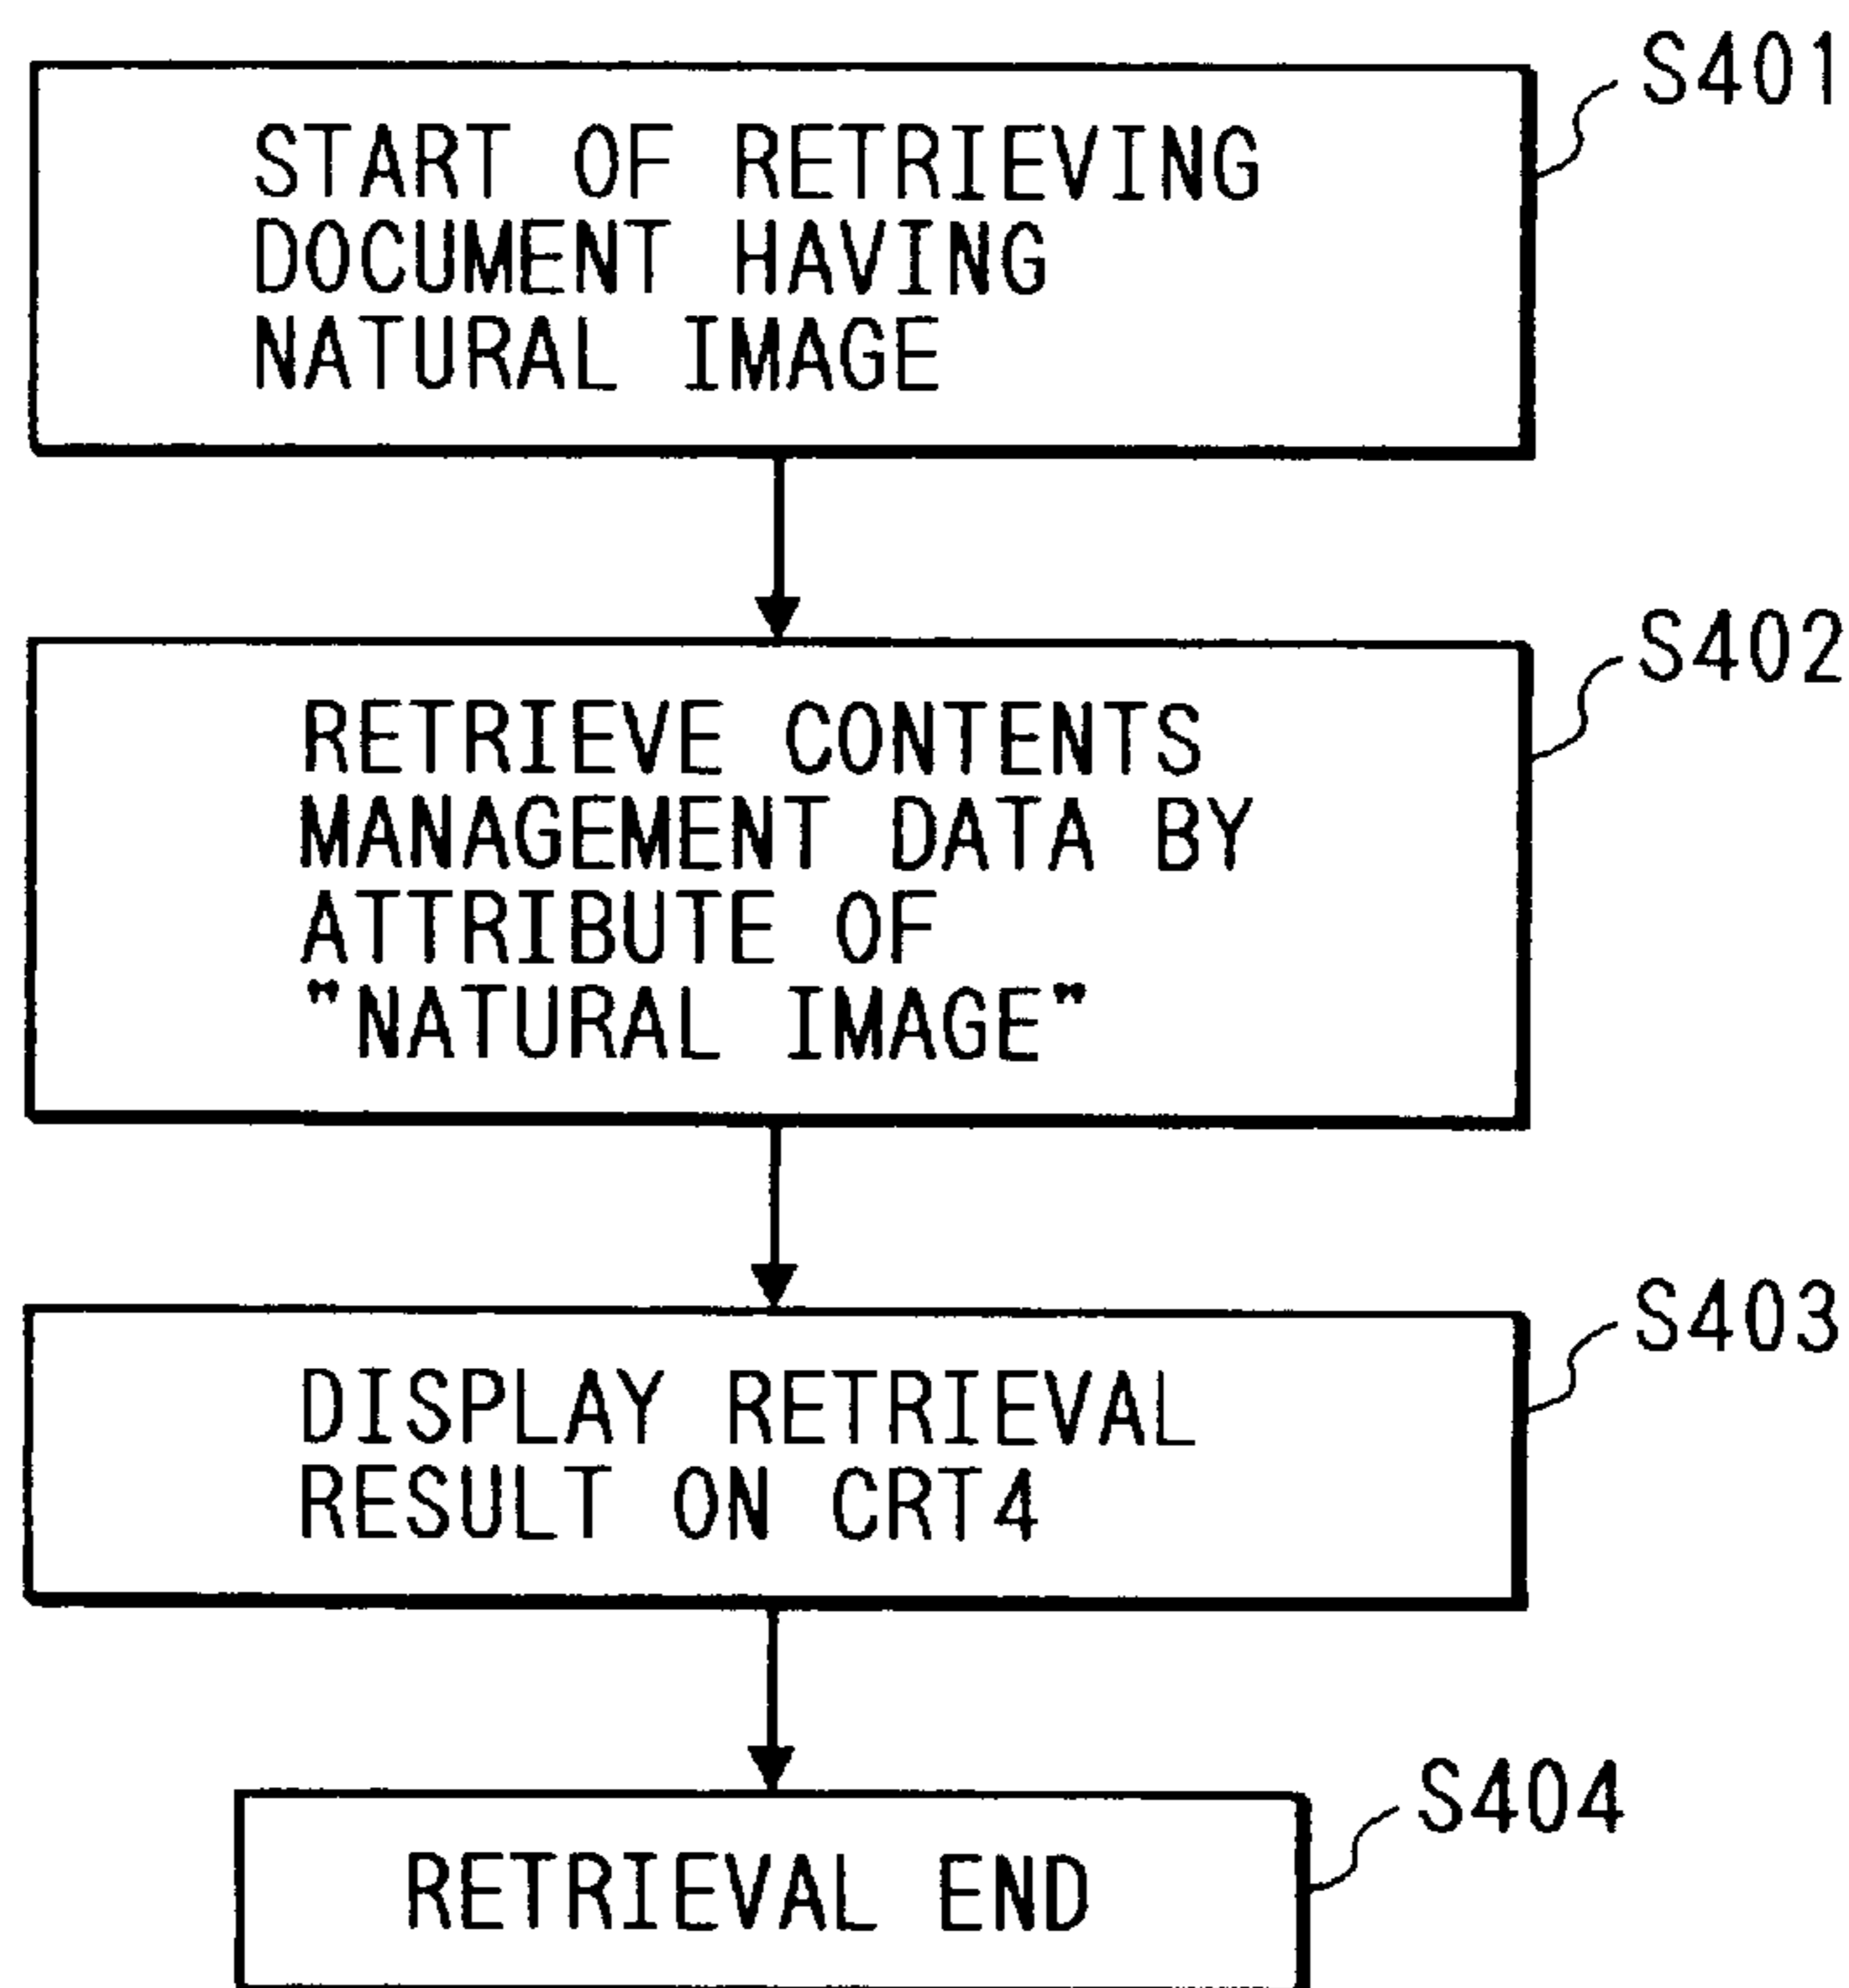 S401
START OF RETRIEVING
DOCUMENT HAVING
NATURAL IMAGE
S402
RETRIEVE CONTENTS
MANAGEMENT DATA BY
ATTRIBUTE OF
"NATURAL IMAGE"
S403
DISPLAY RETRIEVAL
RESULT ON CRT4
S404
RETRIEVAL END